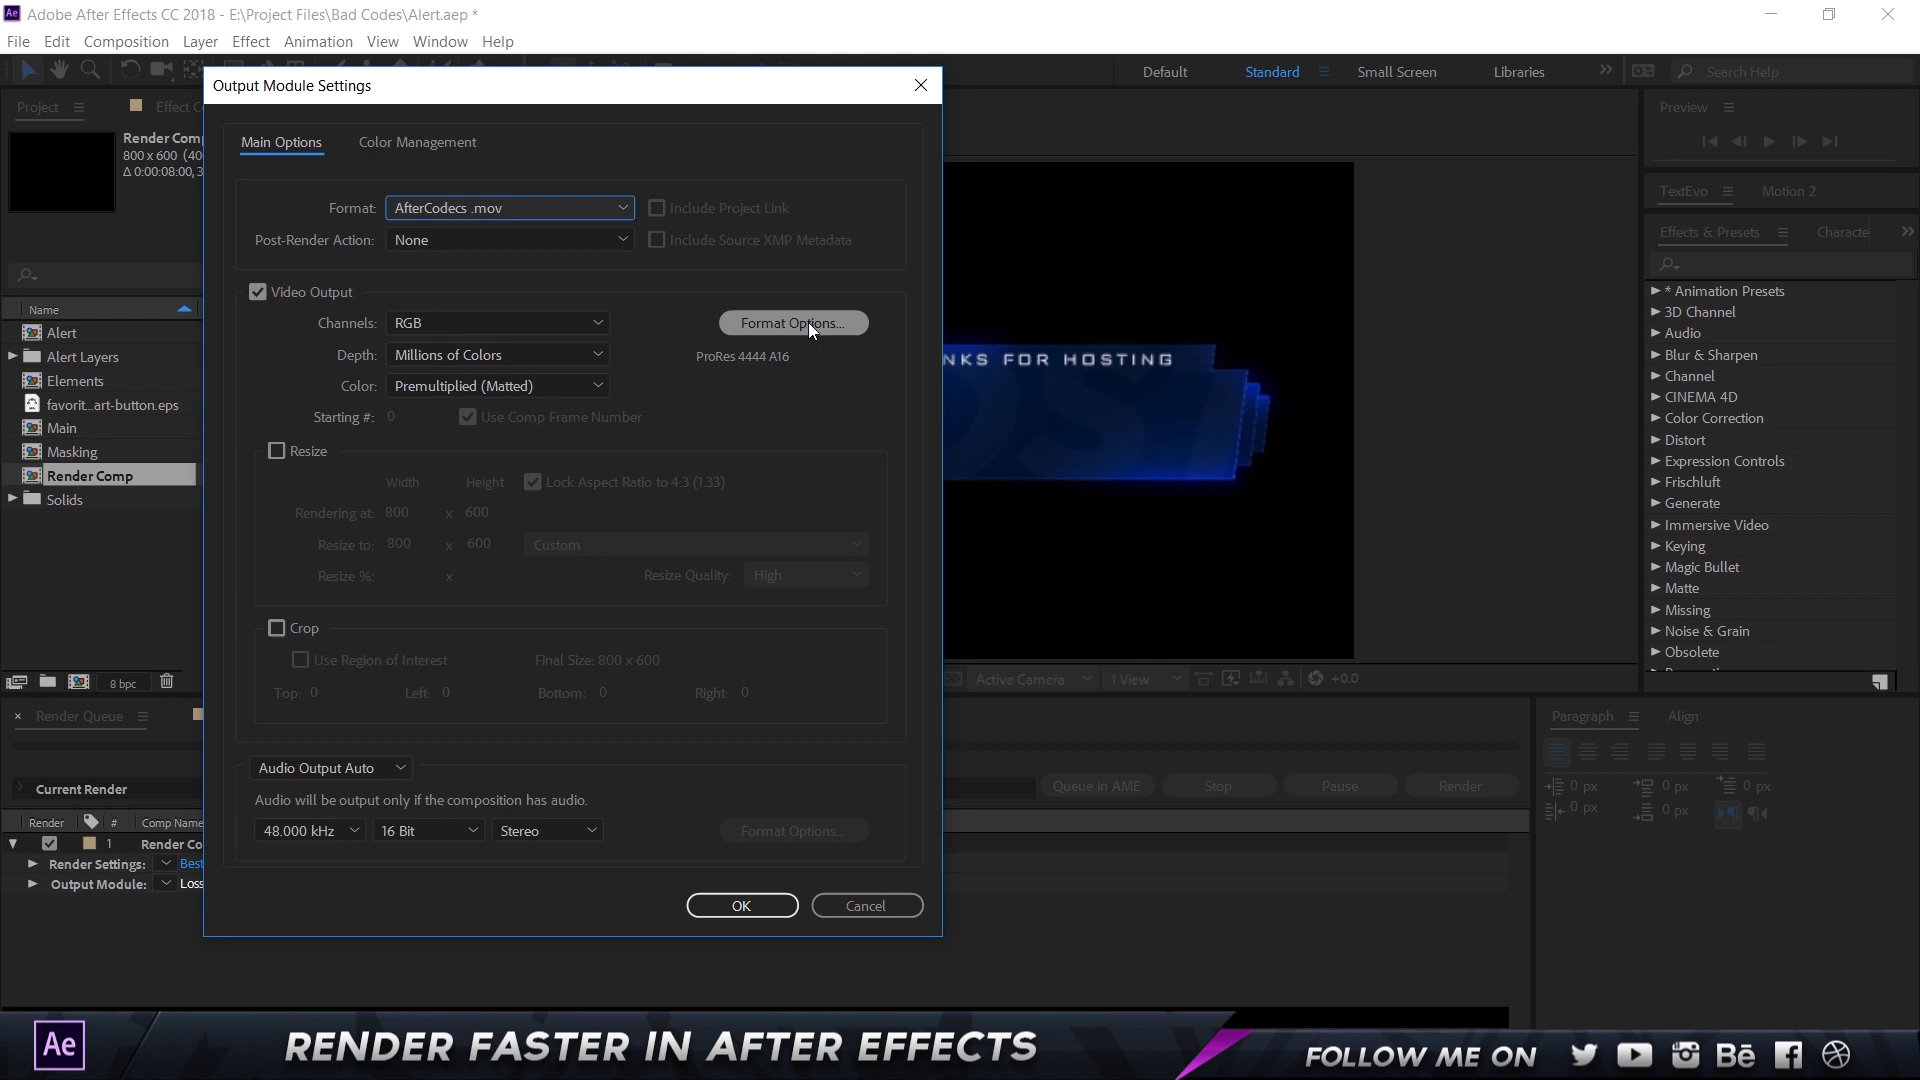 Adobe After Effects CC 2018 - E:\Project Files\Bad Codes\Alert.aep *
File Edit Composition Layer Effect Animation View Window Help
Default Standard Small Screen Libraries Search Help
Output Module Settings
Project
Render Com
800 x 600 (40
Δ 0:00:08:00, 3
Name
Alert
Alert Layers
Elements
favorit...art-button.eps
Main
Masking
Render Comp
Solids
8 bpc
Main Options Color Management
Format: AfterCodecs .mov Include Project Link
Post-Render Action: None Include Source XMP Metadata
Video Output
Channels: RGB Format Options...
Depth: Millions of Colors ProRes 4444 A16
Color: Premultiplied (Matted)
Starting #: 0 Use Comp Frame Number
Resize
Width Height Lock Aspect Ratio to 4:3 (1.33)
Rendering at: 800 x 600
Resize to: 800 x 600 Custom
Resize %: x Resize Quality: High
Crop
Use Region of Interest Final Size: 800 x 600
Top: 0 Left: 0 Bottom: 0 Right: 0
Audio Output Auto
Audio will be output only if the composition has audio.
48.000 kHz 16 Bit Stereo Format Options...
OK Cancel
NKS FOR HOSTING
Active Camera 1 View +0.0
Preview
TextEvo Motion 2
Effects & Presets Characte
* Animation Presets
3D Channel
Audio
Blur & Sharpen
Channel
CINEMA 4D
Color Correction
Distort
Expression Controls
Frischluft
Generate
Immersive Video
Keying
Magic Bullet
Matte
Missing
Noise & Grain
Obsolete
Render Queue
Current Render
Queue in AME Stop Pause Render
Render # Comp Name
1 Render Co
Render Settings: Best
Output Module: Loss
Paragraph Align
0 px 0 px 0 px
0 px 0 px
Ae RENDER FASTER IN AFTER EFFECTS
FOLLOW ME ON Bē